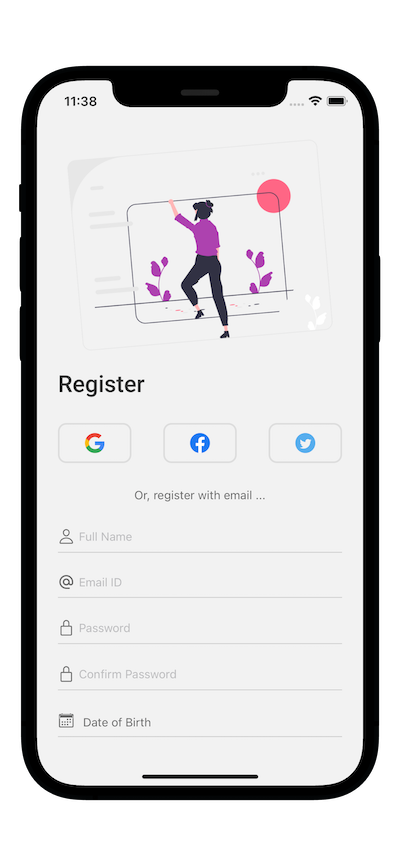 11:38
Register
Or, register with email ...
Full Name
Email ID
Password
Confirm Password
Date of Birth